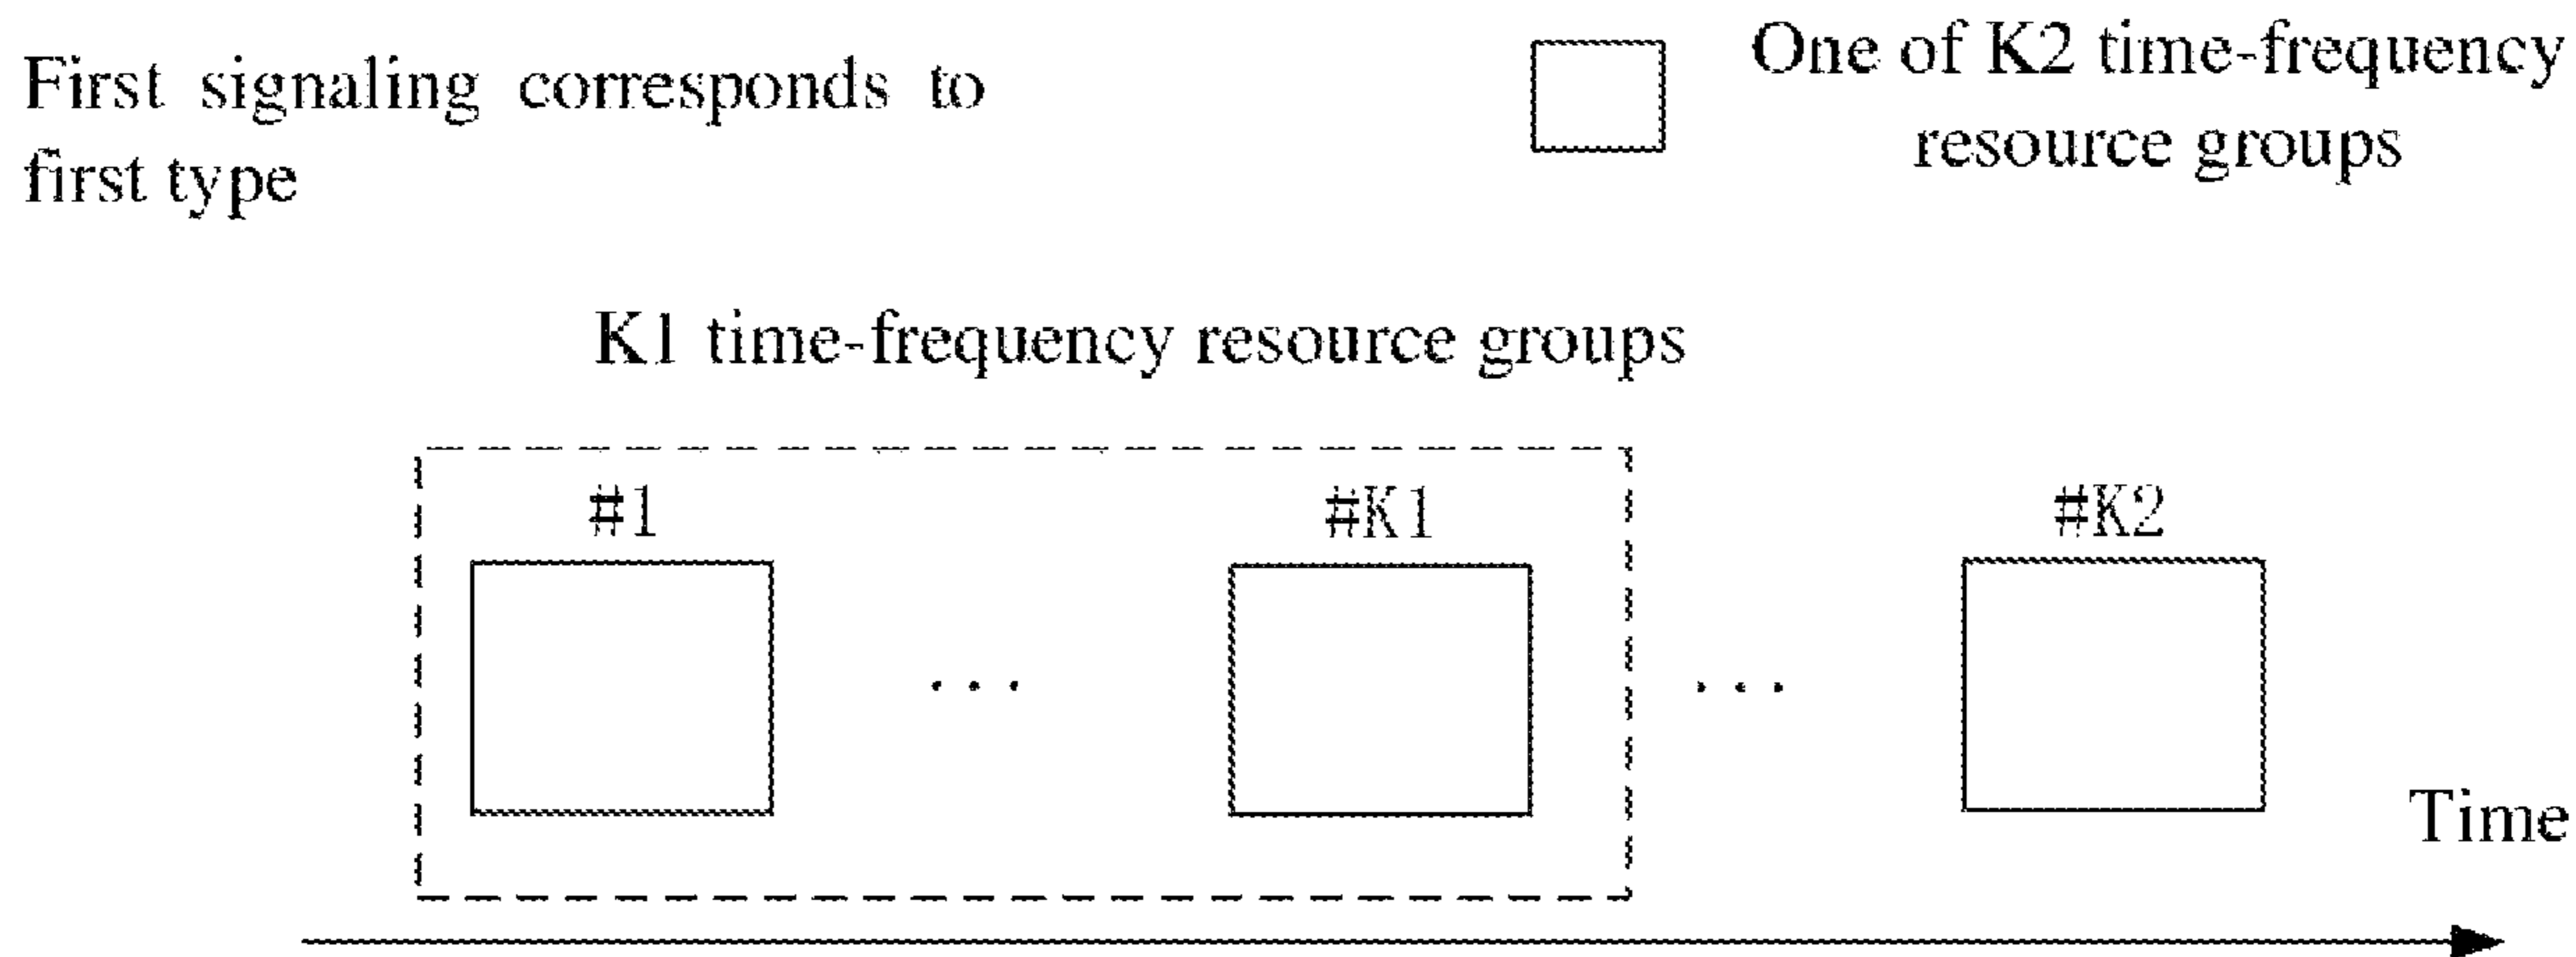 First signaling corresponds to
first type
One of K2 time-frequency
resource groups
K1 time-frequency resource groups
#1
#K1
#K2
... 
...
Time